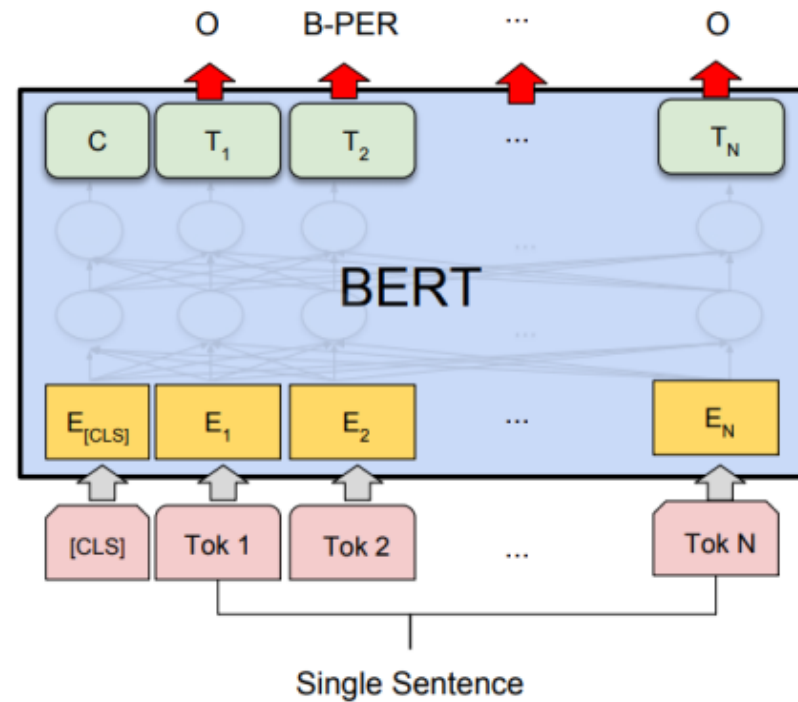 O B-PER ... O
C T1 T2 ... TN
...
BERT
...
E[CLS] E1 E2 ... EN
[CLS] Tok 1 Tok 2 ... Tok N
Single Sentence